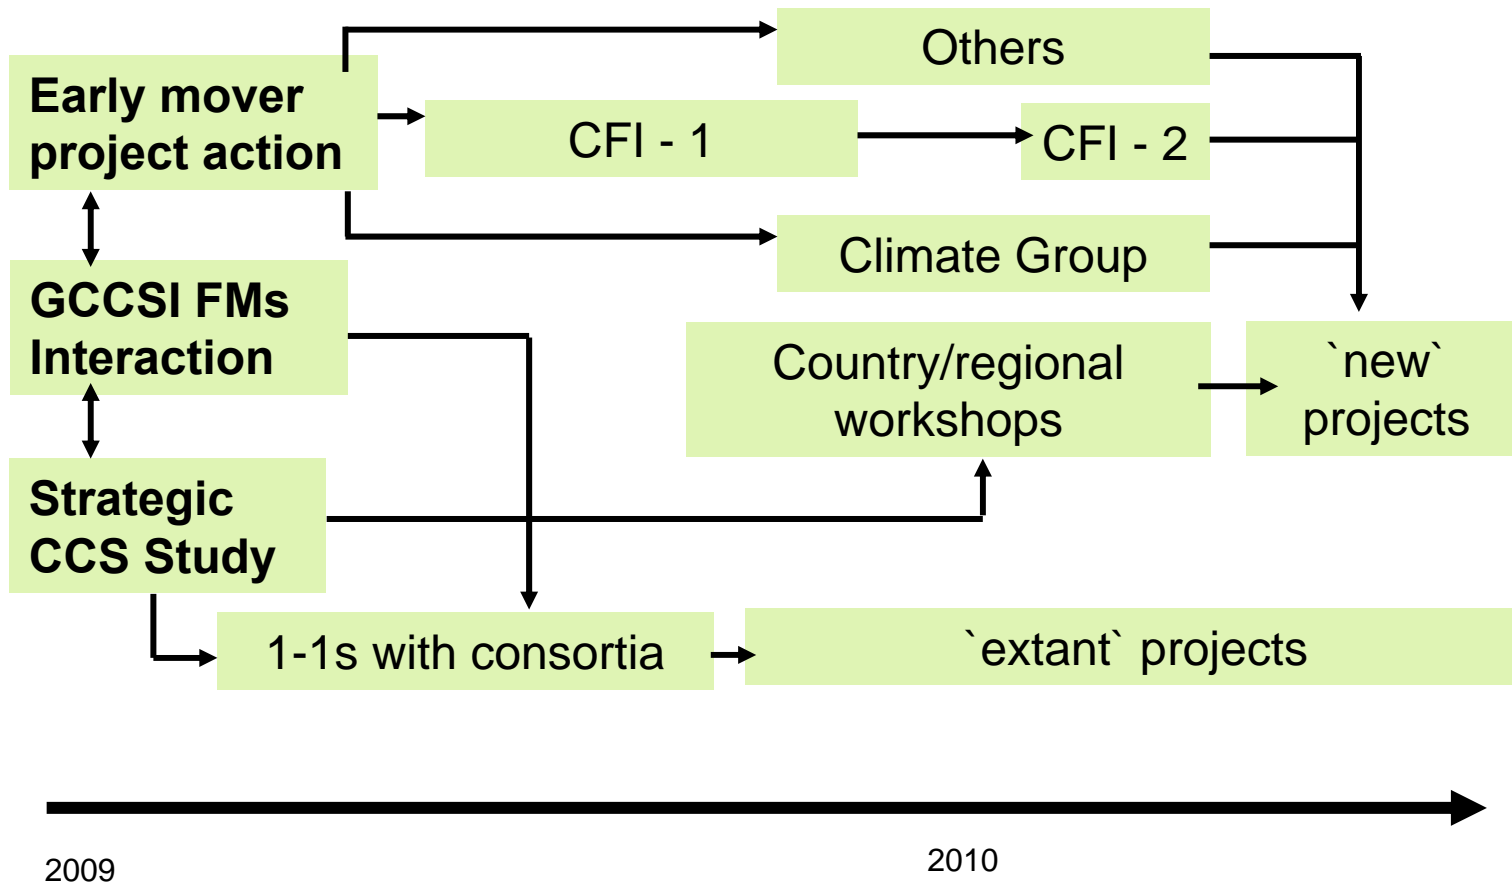 Others
Early mover
project action
CFI - 1
CFI - 2
Climate Group
GCCSI FMs
Interaction
Country/regional
workshops
`new`
projects
Strategic
CCS Study
1-1s with consortia
`extant` projects
2009
2010